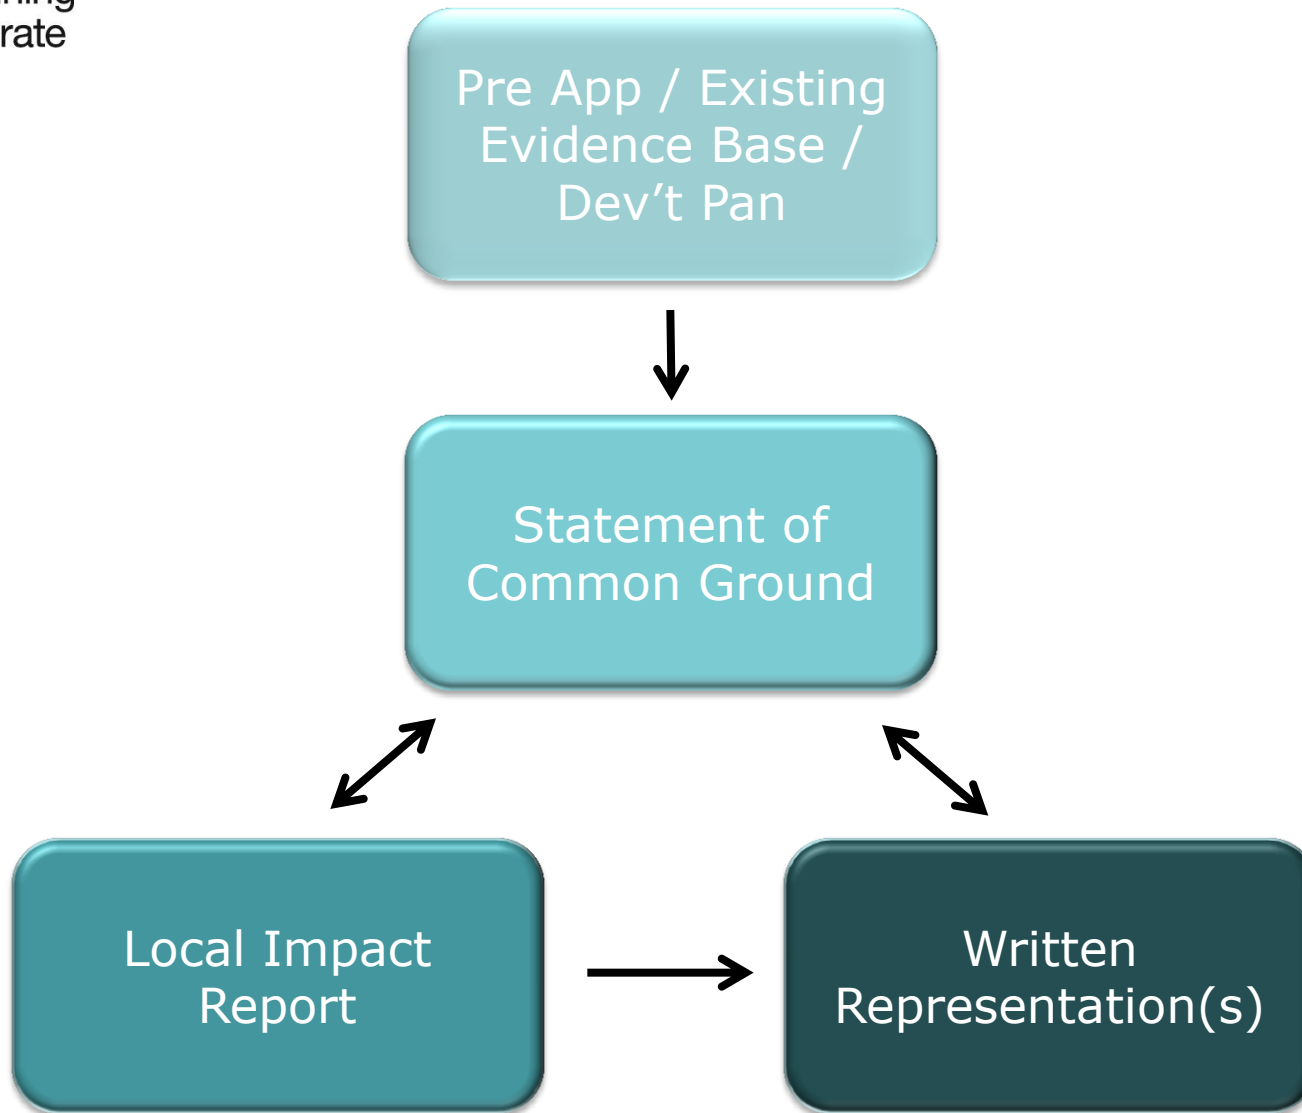 rate
Pre App / Existing
Evidence Base /
Dev’t Pan
Statement of
Common Ground
Local Impact
Report
Written
Representation(s)